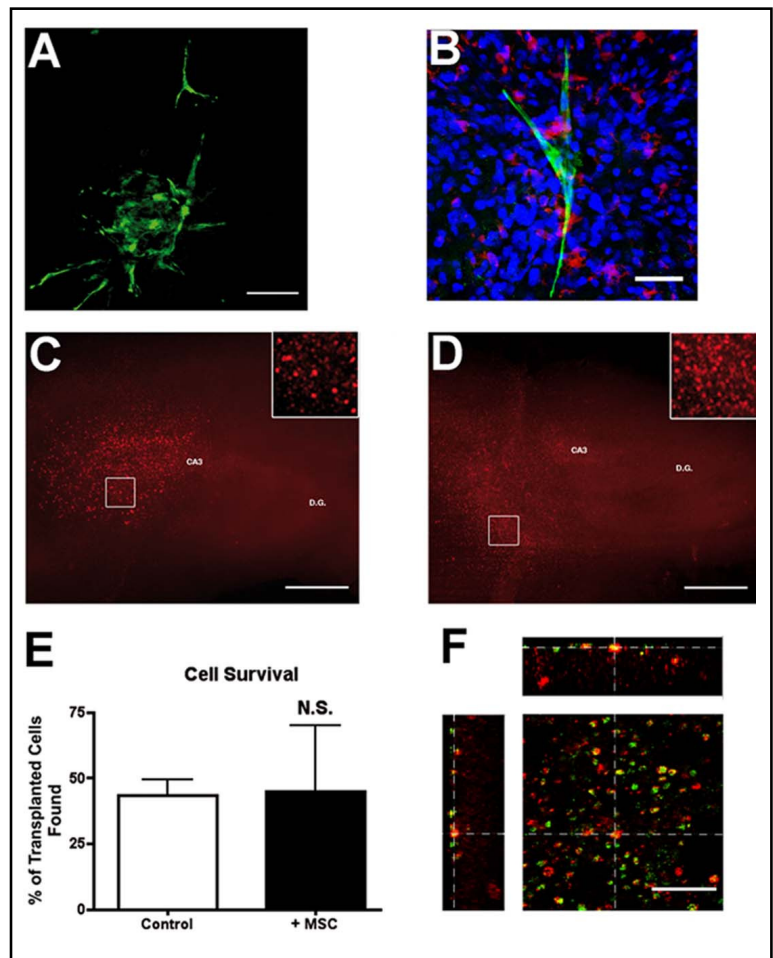 A
B
C
CA3
D.G.
D
CA3
D.G.
E
Cell Survival
N.S.
% of Transplanted Cells
Found
75
50
25
0
Control
+ MSC
F